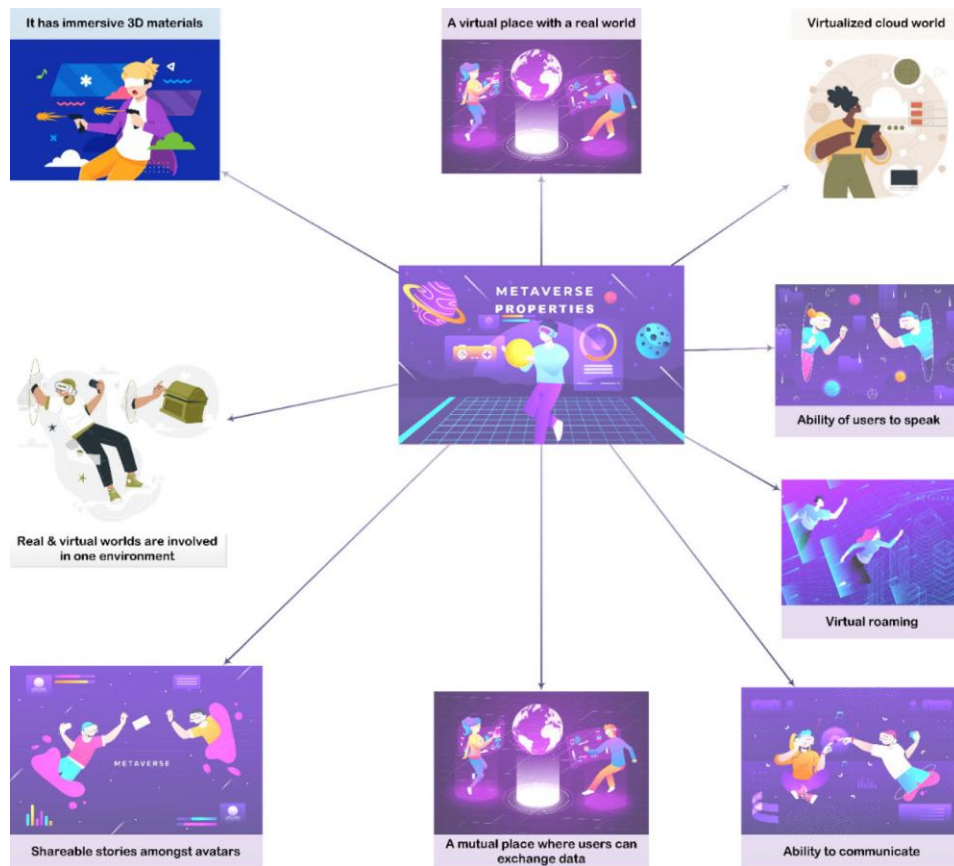 It has immersive 3D materials
A virtual place with a real world
Virtualized cloud world
METAVERSE
PROPERTIES
Ability of users to speak
Real & virtual worlds are involved
in one environment
Virtual roaming
METAVERSE
Shareable stories amongst avatars
A mutual place where users can
exchange data
Ability to communicate